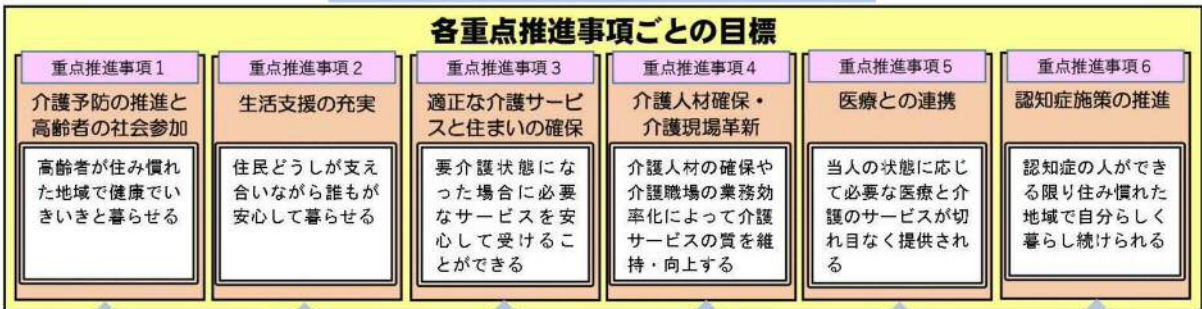 各重点推進事項ごとの目標
重点推進事項1
介護予防の推進と
高齢者の社会参加
高齢者が住み慣れ
た地域で健康でい
きいきと暮らせる
重点推進事項2
生活支援の充実
住民どうしが支え
合いながら誰もが
安心して暮らせる
重点推進事項3
適正な介護サービ
スと住まいの確保
要介護状態にな
った場合に必要
なサービスを安
心して受けるこ
とができる
重点推進事項4
介護人材確保・
介護現場革新
介護人材の確保や
介護職場の業務効
率化によって介護
サービスの質を維
持・向上する
重点推進事項5
医療との連携
当人の状態に応じ
て必要な医療と介
護のサービスが切
れ目なく提供され
る
重点推進事項6
認知症施策の推進
認知症の人ができ
る限り住み慣れた
地域で自分らしく
暮らし続けられる